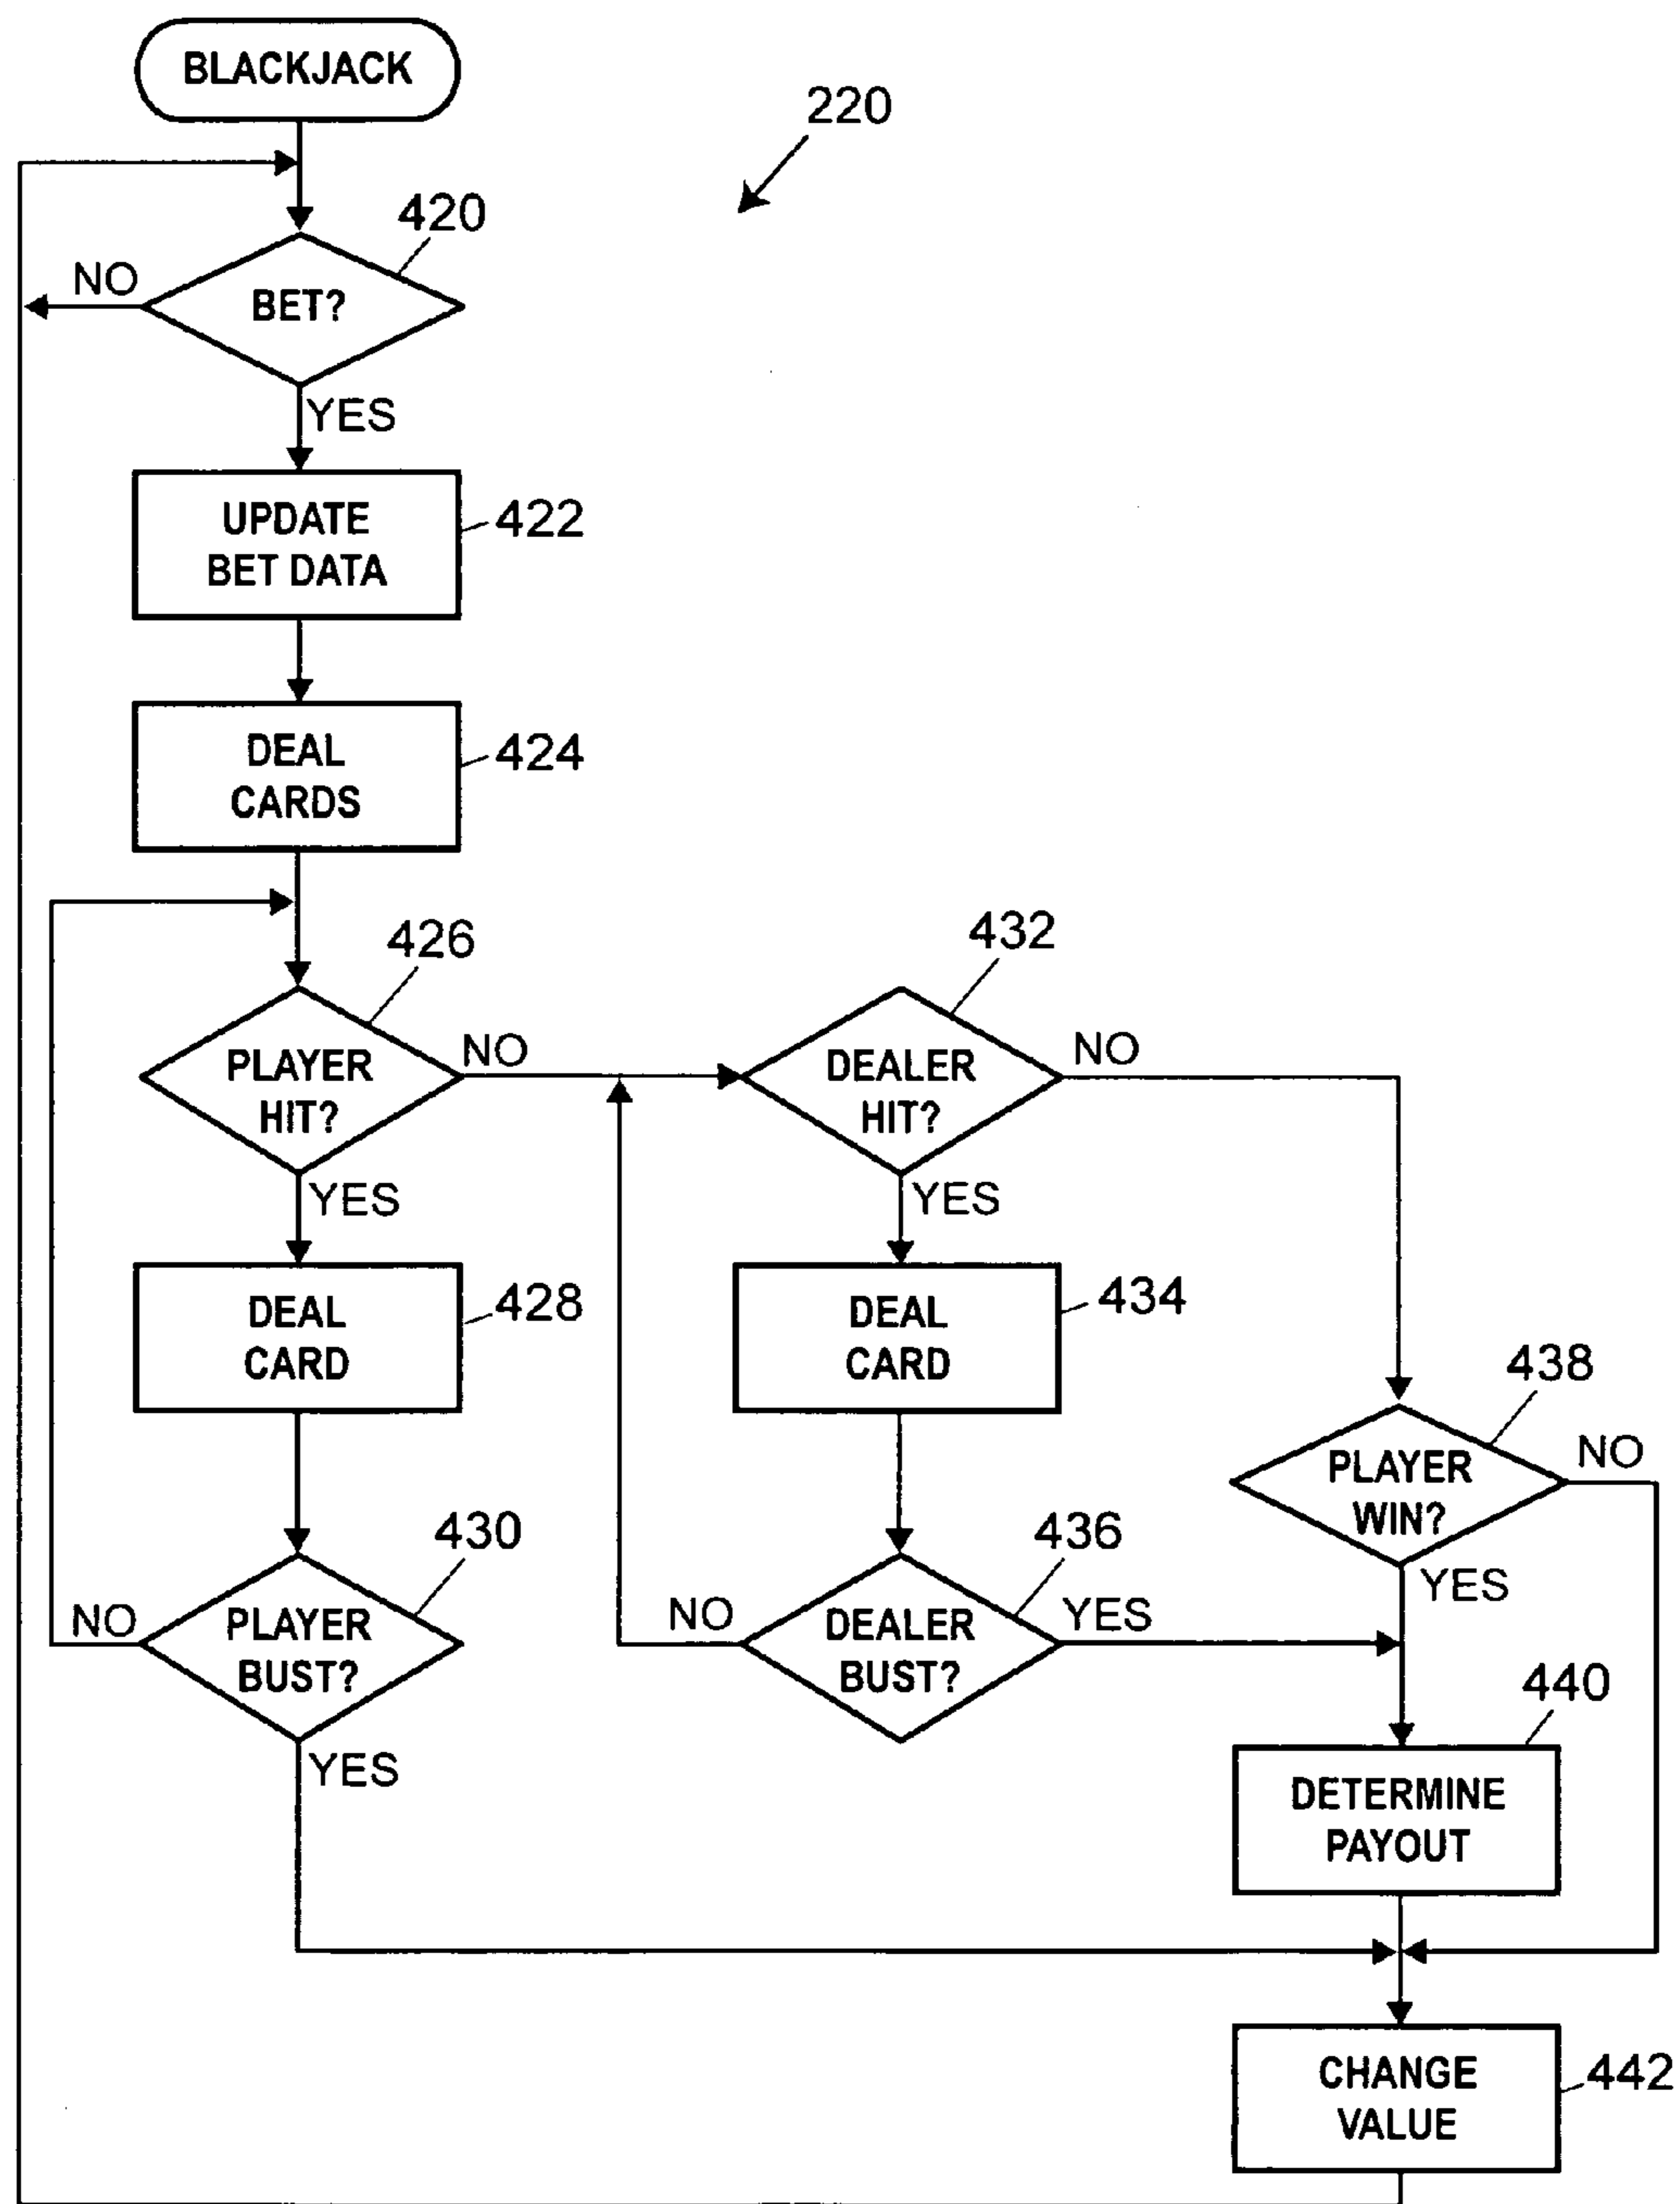 BLACKJACK
220
420
NO
BET?
YES
UPDATE
BET DATA
422
DEAL
CARDS
424
426
PLAYER
HIT?
NO
YES
432
DEALER
HIT?
NO
YES
DEAL
CARD
428
DEAL
CARD
434
438
PLAYER
WIN?
NO
YES
430
NO
PLAYER
BUST?
YES
436
NO
DEALER
BUST?
YES
440
DETERMINE
PAYOUT
CHANGE
VALUE
442